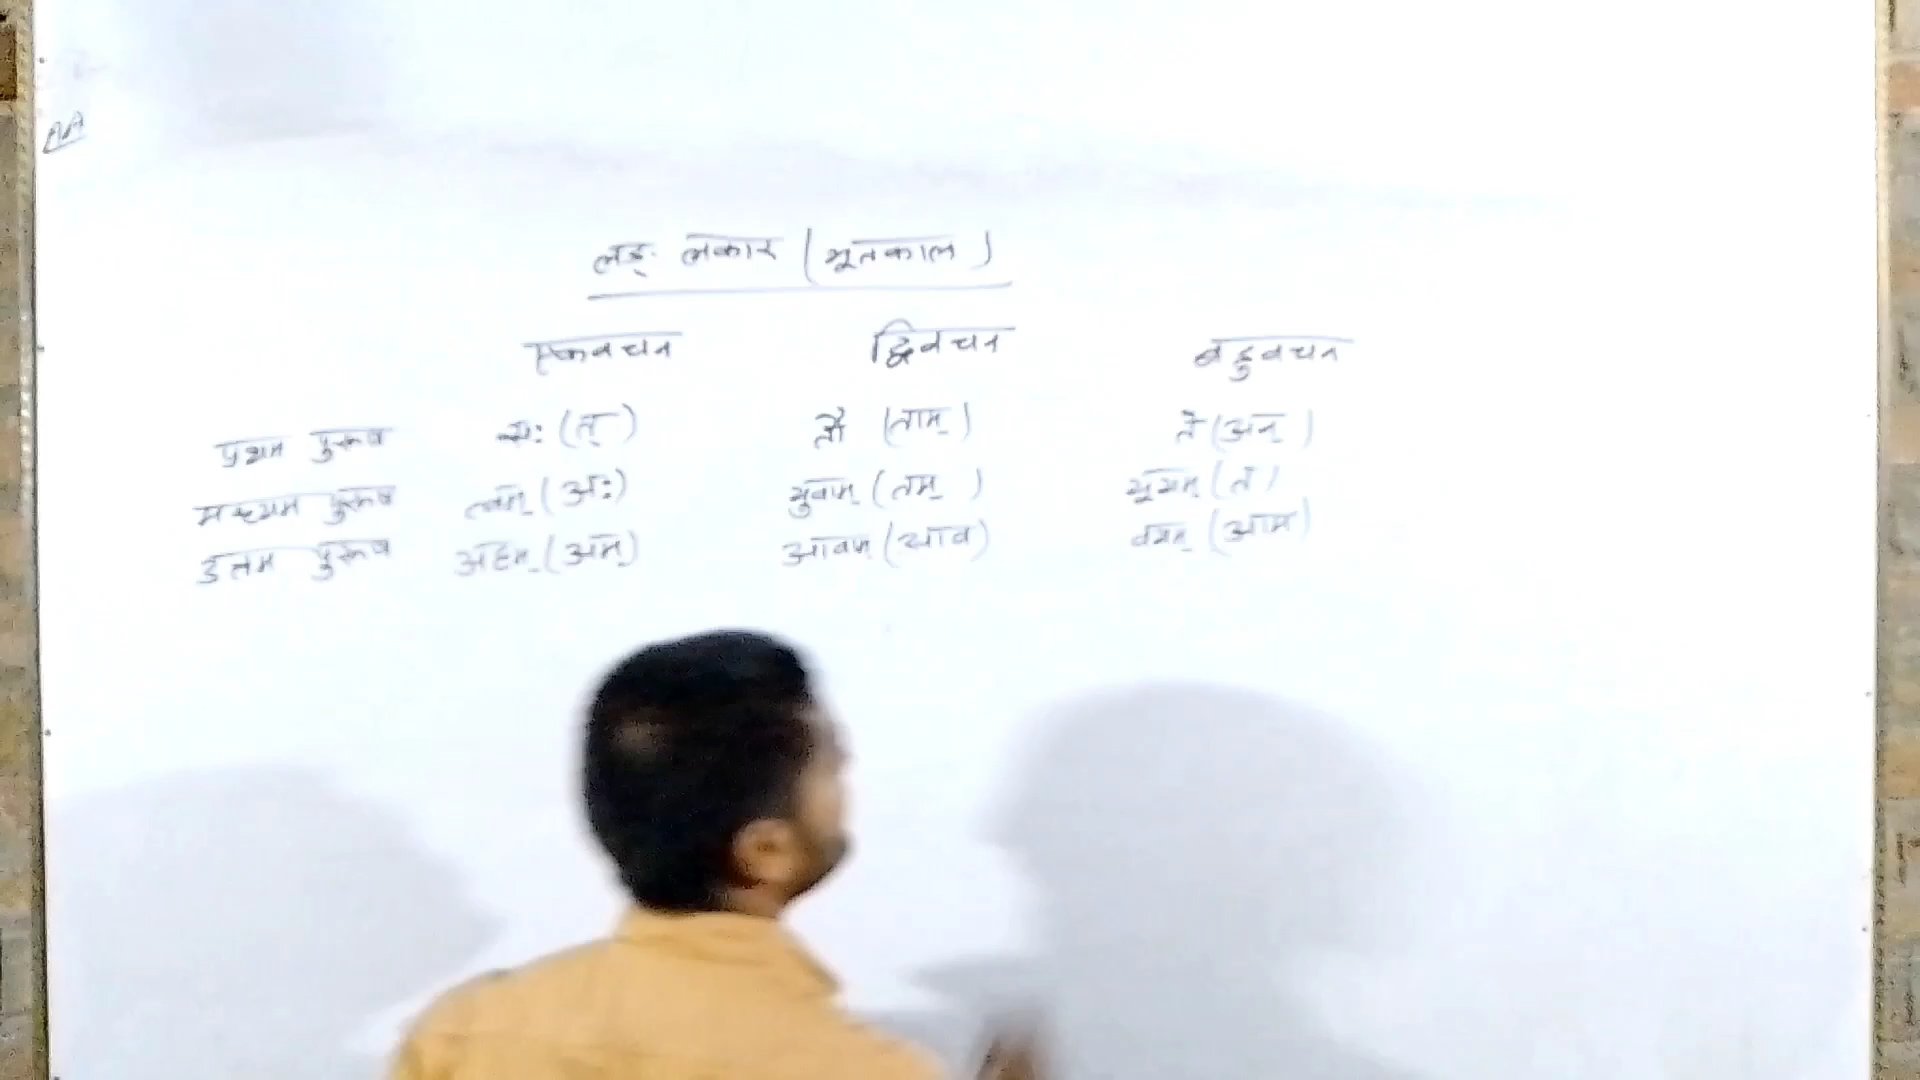 लङ् लकार (भूतकाल)
एकवचन द्विवचन बहुवचन
प्रथम पुरूष सः (त्) तौ (ताम्) ते (अन्)
मध्यम पुरूष त्वम् (अः) युवाम् (तम्) यूयम् (त)
उत्तम पुरूष अहम् (अम्) आवाम् (आव) वयम् (आम)